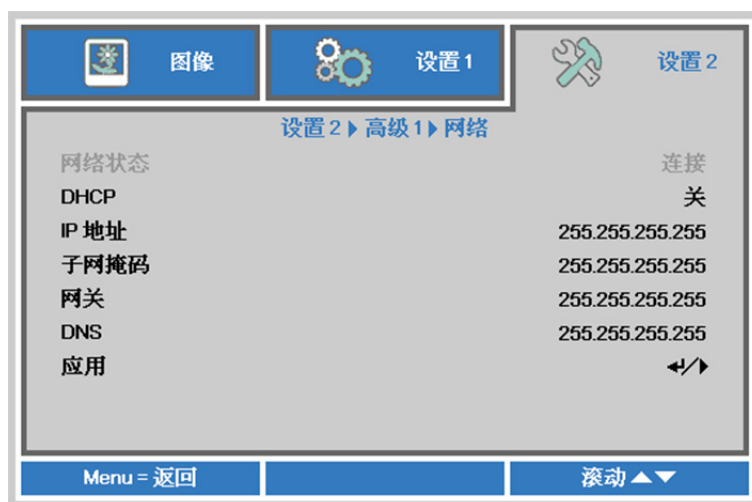 图像 设置1 设置2
设置2▶高级1▶网络
网络状态 连接
DHCP 关
IP 地址 255.255.255.255
子网掩码 255.255.255.255
网关 255.255.255.255
DNS 255.255.255.255
应用 ↵/▶
Menu = 返回 滚动▲▼